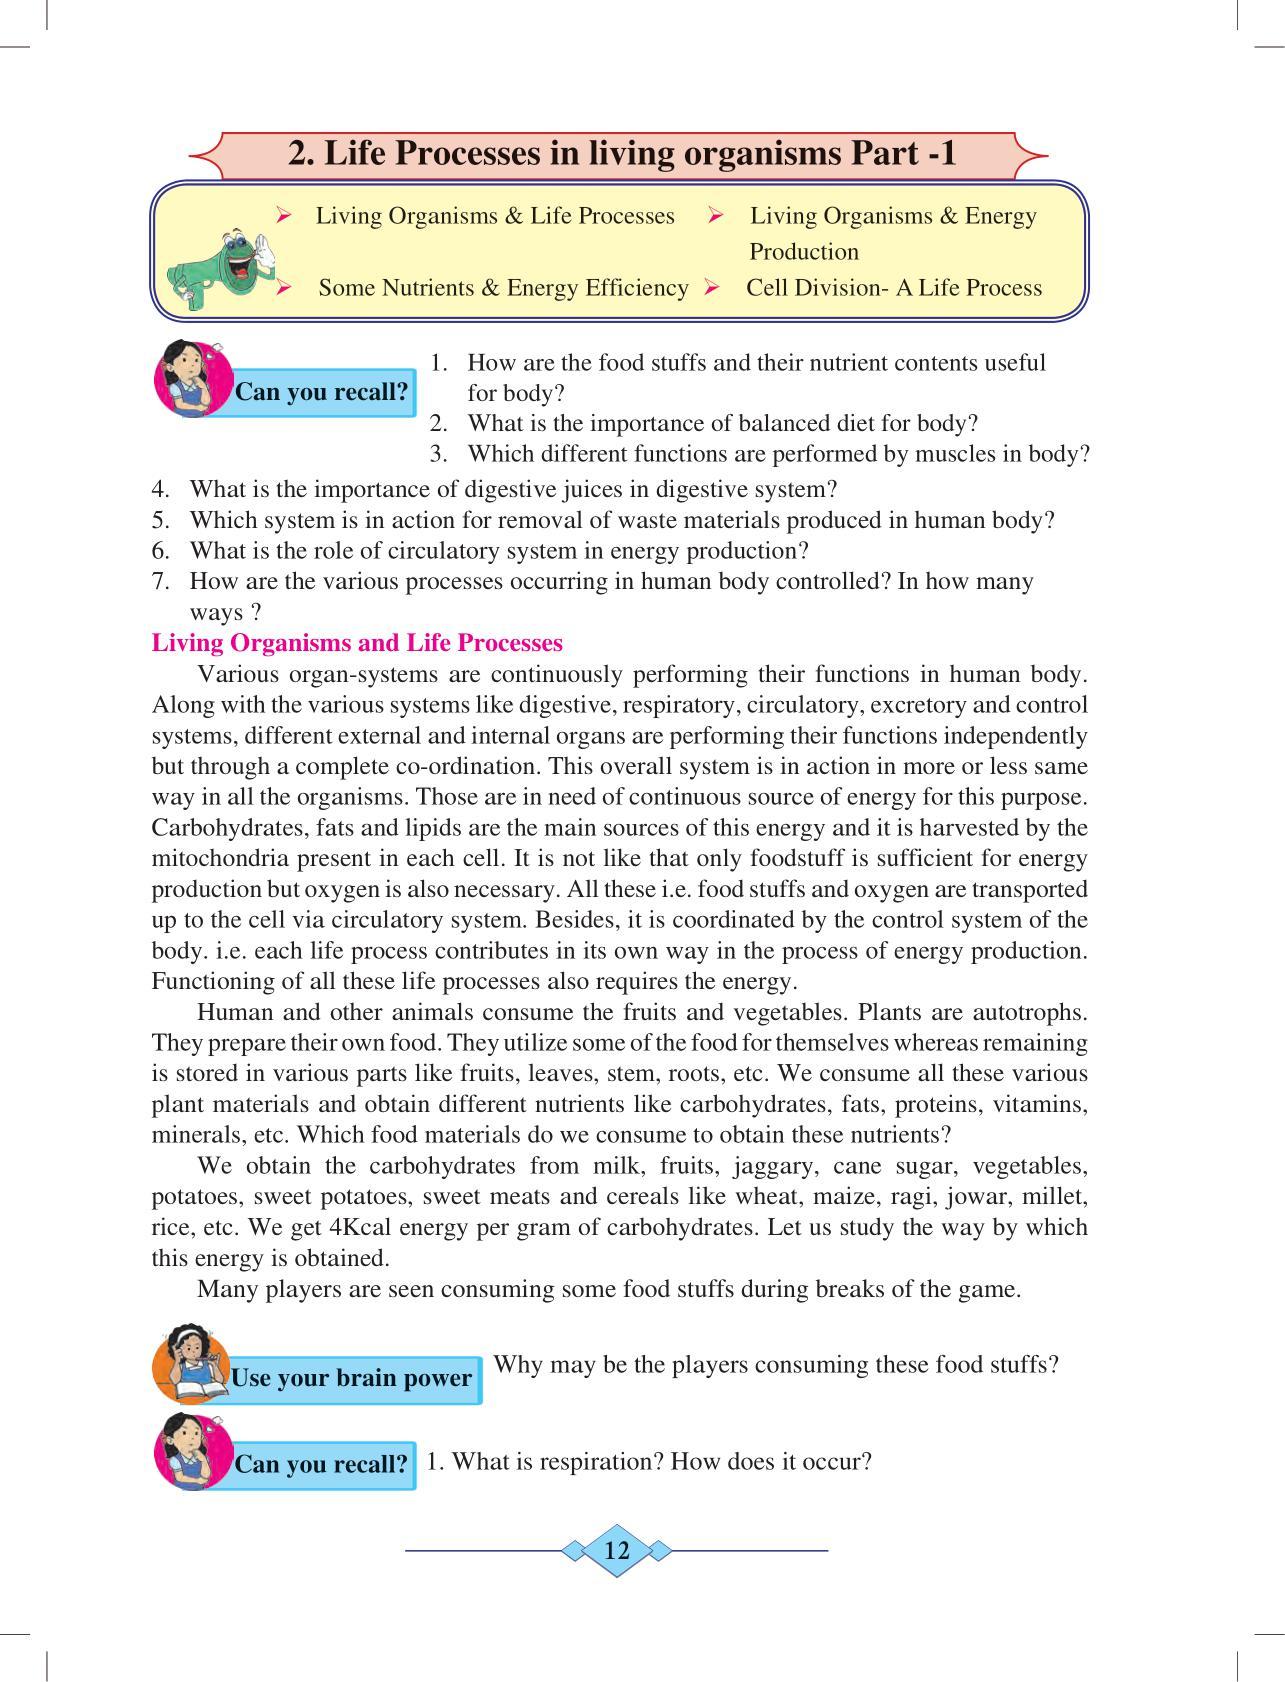 2. Life Processes in living organisms Part -1
➢ Living Organisms & Life Processes ➢ Living Organisms & Energy
Production
➢ Some Nutrients & Energy Efficiency ➢ Cell Division- A Life Process
Can you recall?
1. How are the food stuffs and their nutrient contents useful
for body?
2. What is the importance of balanced diet for body?
3. Which different functions are performed by muscles in body?
4. What is the importance of digestive juices in digestive system?
5. Which system is in action for removal of waste materials produced in human body?
6. What is the role of circulatory system in energy production?
7. How are the various processes occurring in human body controlled? In how many
ways ?
Living Organisms and Life Processes
Various organ-systems are continuously performing their functions in human body.
Along with the various systems like digestive, respiratory, circulatory, excretory and control
systems, different external and internal organs are performing their functions independently
but through a complete co-ordination. This overall system is in action in more or less same
way in all the organisms. Those are in need of continuous source of energy for this purpose.
Carbohydrates, fats and lipids are the main sources of this energy and it is harvested by the
mitochondria present in each cell. It is not like that only foodstuff is sufficient for energy
production but oxygen is also necessary. All these i.e. food stuffs and oxygen are transported
up to the cell via circulatory system. Besides, it is coordinated by the control system of the
body. i.e. each life process contributes in its own way in the process of energy production.
Functioning of all these life processes also requires the energy.
Human and other animals consume the fruits and vegetables. Plants are autotrophs.
They prepare their own food. They utilize some of the food for themselves whereas remaining
is stored in various parts like fruits, leaves, stem, roots, etc. We consume all these various
plant materials and obtain different nutrients like carbohydrates, fats, proteins, vitamins,
minerals, etc. Which food materials do we consume to obtain these nutrients?
We obtain the carbohydrates from milk, fruits, jaggary, cane sugar, vegetables,
potatoes, sweet potatoes, sweet meats and cereals like wheat, maize, ragi, jowar, millet,
rice, etc. We get 4Kcal energy per gram of carbohydrates. Let us study the way by which
this energy is obtained.
Many players are seen consuming some food stuffs during breaks of the game.
Use your brain power
Why may be the players consuming these food stuffs?
Can you recall?
1. What is respiration? How does it occur?
12